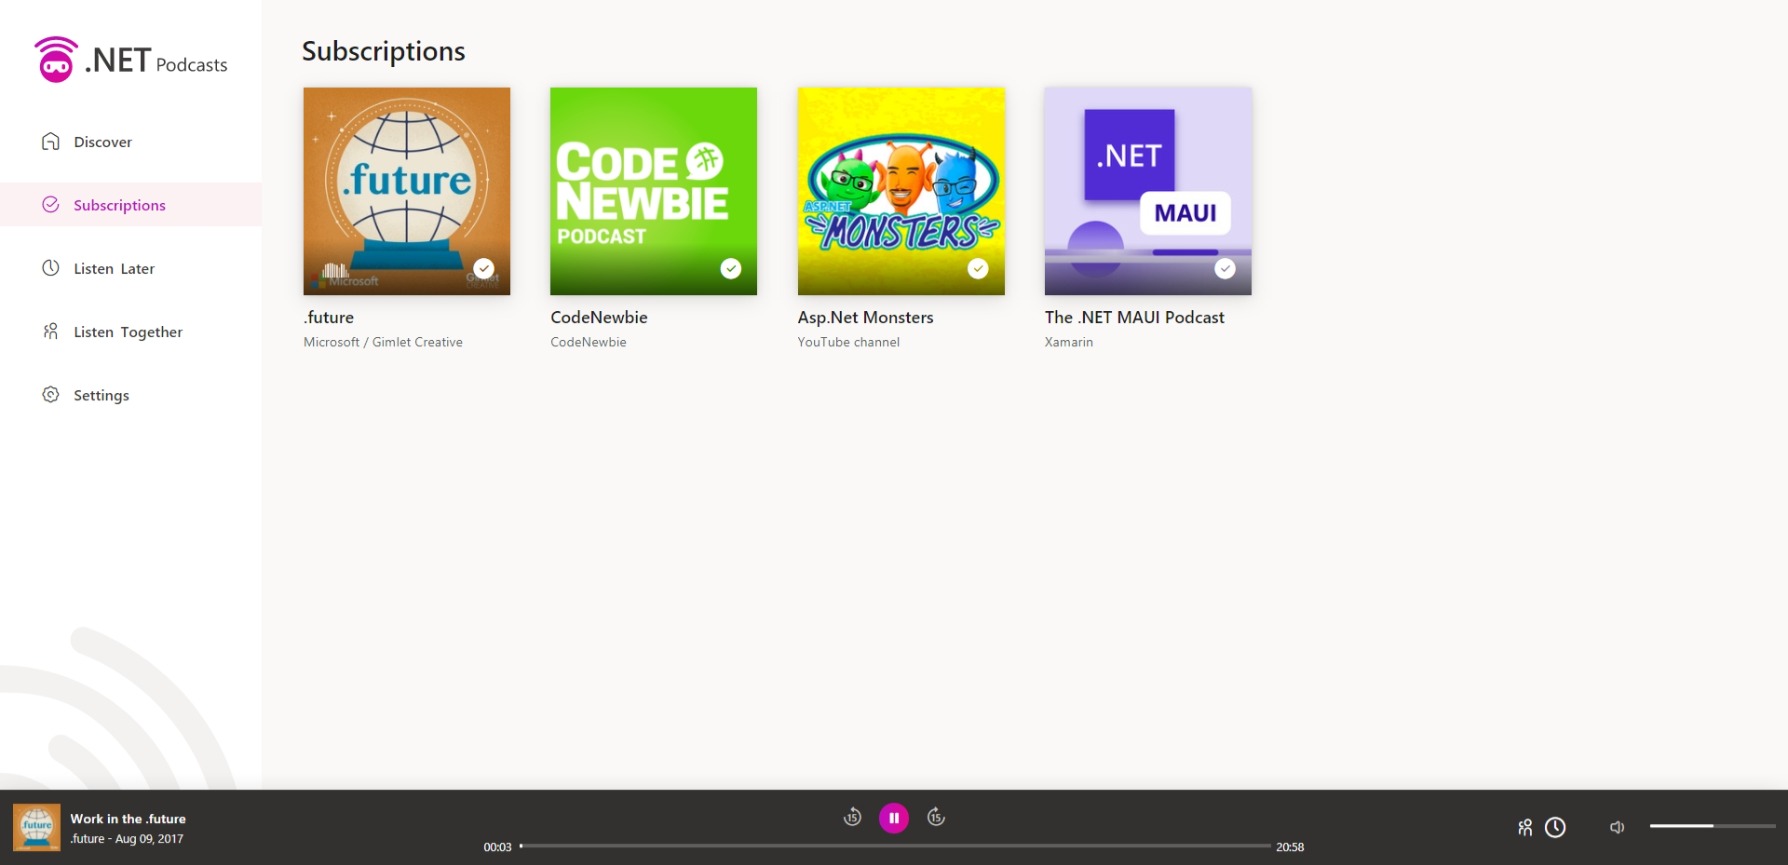 .NET Podcasts
Discover
Subscriptions
Listen Later
Listen Together
Settings
Subscriptions
.future
Microsoft
Gimlet
CREATIVE
.future
Microsoft / Gimlet Creative
CODE
NEWBIE
PODCAST
CodeNewbie
CodeNewbie
ASP.NET
MONSTERS
Asp.Net Monsters
YouTube channel
.NET
MAUI
The .NET MAUI Podcast
Xamarin
.future
Work in the .future
.future - Aug 09, 2017
15
15
00:03
20:58